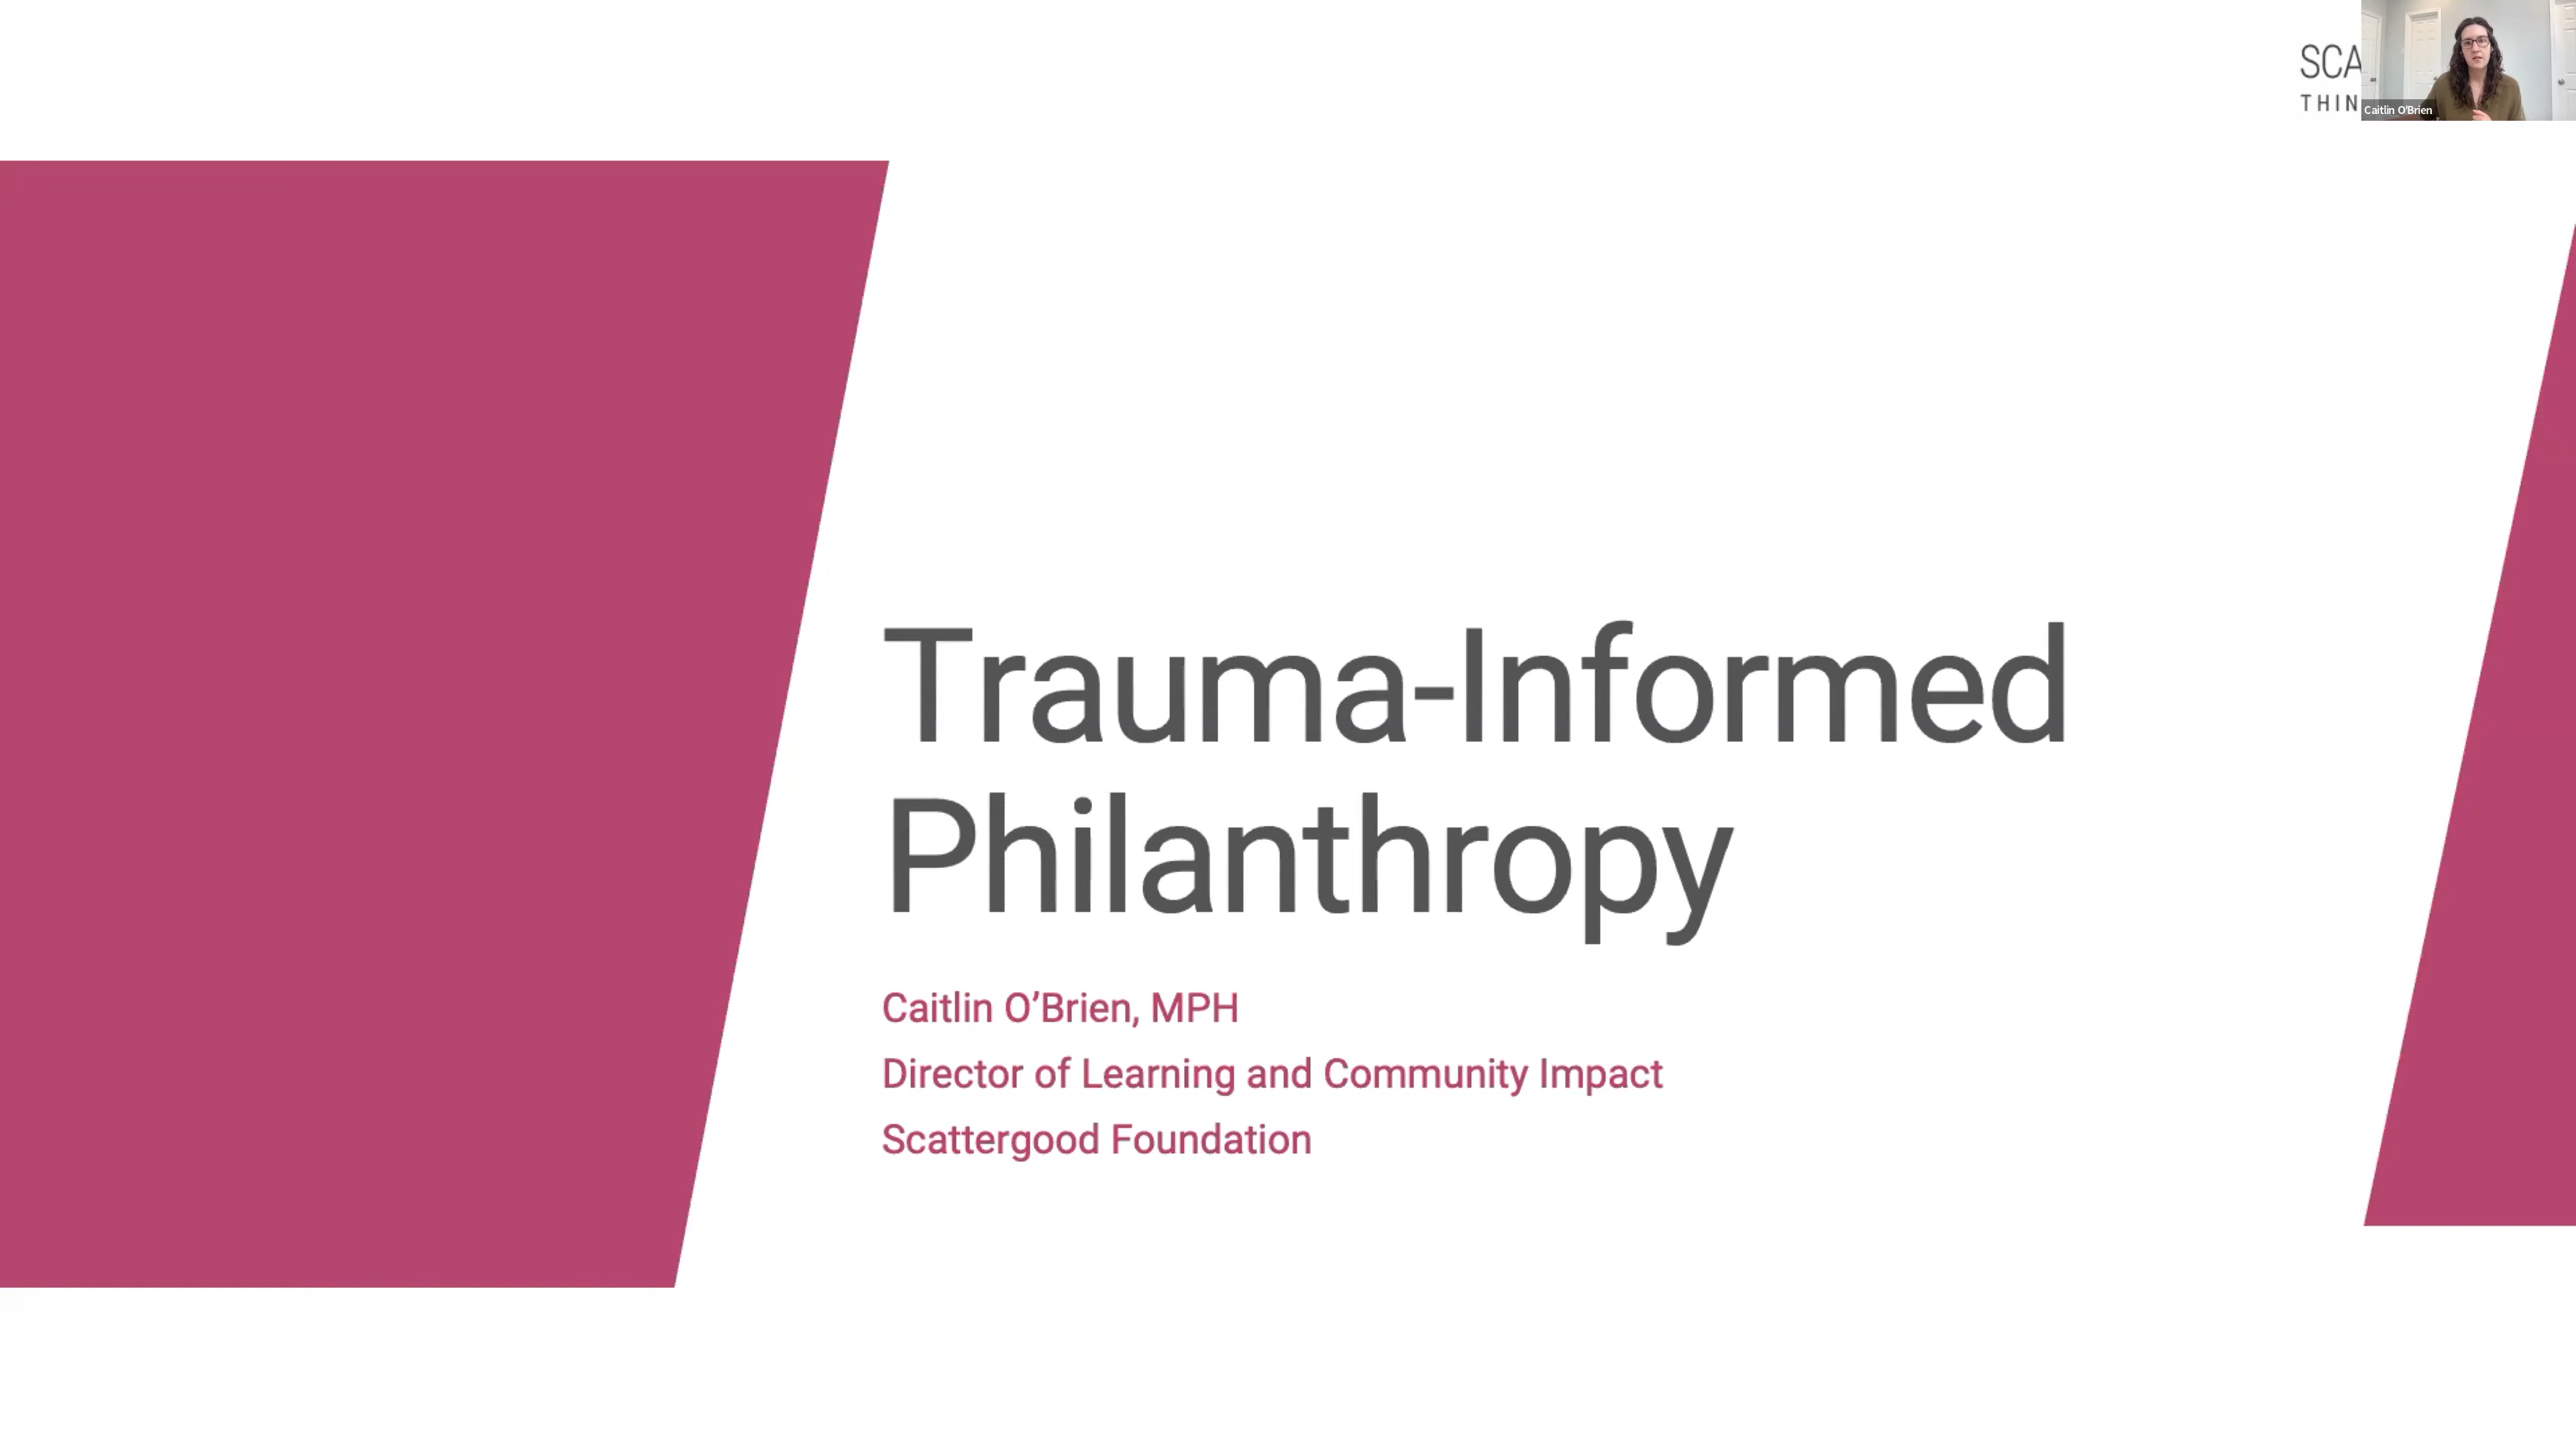 SCA
THIN
Caitlin O'Brien
Trauma-Informed
Philanthropy
Caitlin O’Brien, MPH
Director of Learning and Community Impact
Scattergood Foundation